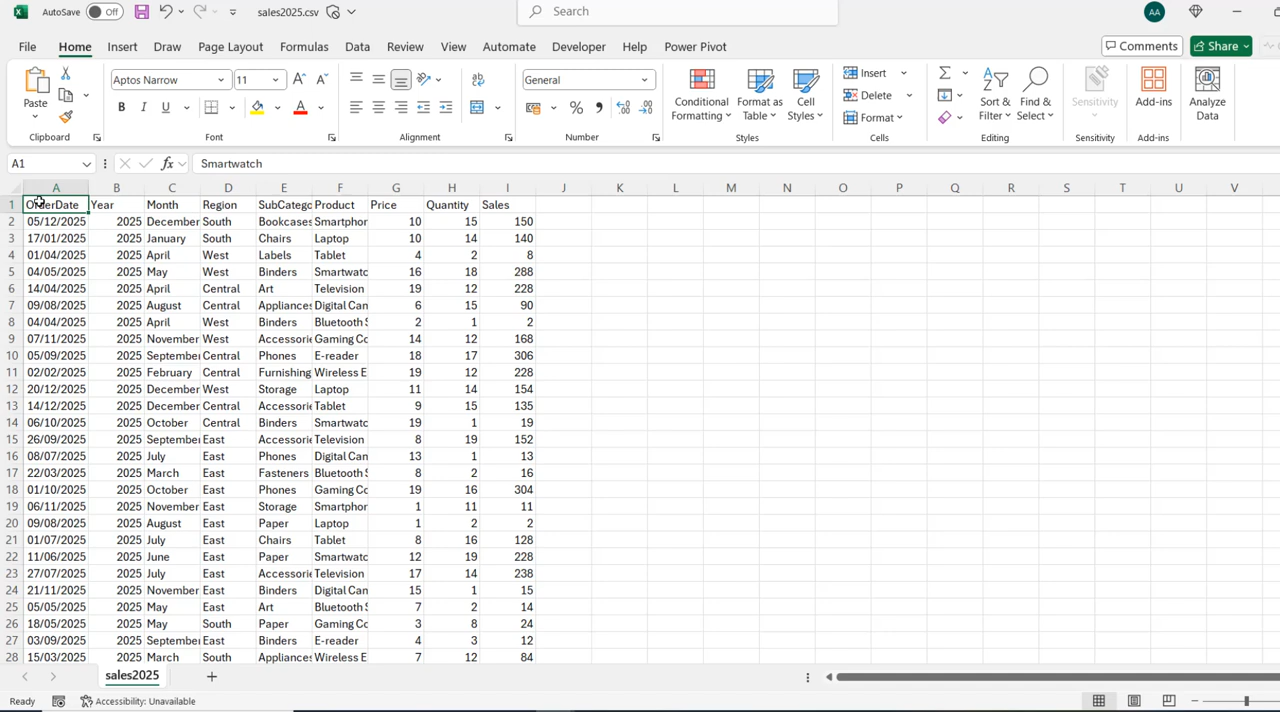 AutoSave Off sales2025.csv Search AA
File Home Insert Draw Page Layout Formulas Data Review View Automate Developer Help Power Pivot Comments Share
Paste Aptos Narrow 11 General Conditional Formatting Format as Table Cell Styles Insert Delete Format Sort & Filter Find & Select Sensitivity Add-ins Analyze Data
Clipboard Font Alignment Number Styles Cells Editing Sensitivity Add-ins
A1 fx Smartwatch
A B C D E F G H I J K L M N O P Q R S T U V
1 OrderDate Year Month Region SubCatego Product Price Quantity Sales
2 05/12/2025 2025 December South Bookcases Smartphor 10 15 150
3 17/01/2025 2025 January South Chairs Laptop 10 14 140
4 01/04/2025 2025 April West Labels Tablet 4 2 8
5 04/05/2025 2025 May West Binders Smartwatc 16 18 288
6 14/04/2025 2025 April Central Art Television 19 12 228
7 09/08/2025 2025 August Central Appliances Digital Can 6 15 90
8 04/04/2025 2025 April West Binders Bluetooth S 2 1 2
9 07/11/2025 2025 November West Accessorie Gaming Co 14 12 168
10 05/09/2025 2025 September Central Phones E-reader 18 17 306
11 02/02/2025 2025 February Central Furnishing Wireless E 19 12 228
12 20/12/2025 2025 December West Storage Laptop 11 14 154
13 14/12/2025 2025 December Central Accessorie Tablet 9 15 135
14 06/10/2025 2025 October Central Binders Smartwatc 19 1 19
15 26/09/2025 2025 September East Accessorie Television 8 19 152
16 08/07/2025 2025 July East Phones Digital Can 13 1 13
17 22/03/2025 2025 March East Fasteners Bluetooth S 8 2 16
18 01/10/2025 2025 October East Phones Gaming Co 19 16 304
19 06/11/2025 2025 November East Storage Smartphor 1 11 11
20 09/08/2025 2025 August East Paper Laptop 1 2 2
21 01/07/2025 2025 July East Chairs Tablet 8 16 128
22 11/06/2025 2025 June East Paper Smartwatc 12 19 228
23 27/07/2025 2025 July East Accessorie Television 17 14 238
24 21/11/2025 2025 November East Binders Digital Can 15 1 15
25 05/05/2025 2025 May East Art Bluetooth S 7 2 14
26 18/05/2025 2025 May South Paper Gaming Co 3 8 24
27 03/09/2025 2025 September East Binders E-reader 4 3 12
28 15/03/2025 2025 March South Appliances Wireless E 7 12 84
sales2025
Ready Accessibility: Unavailable